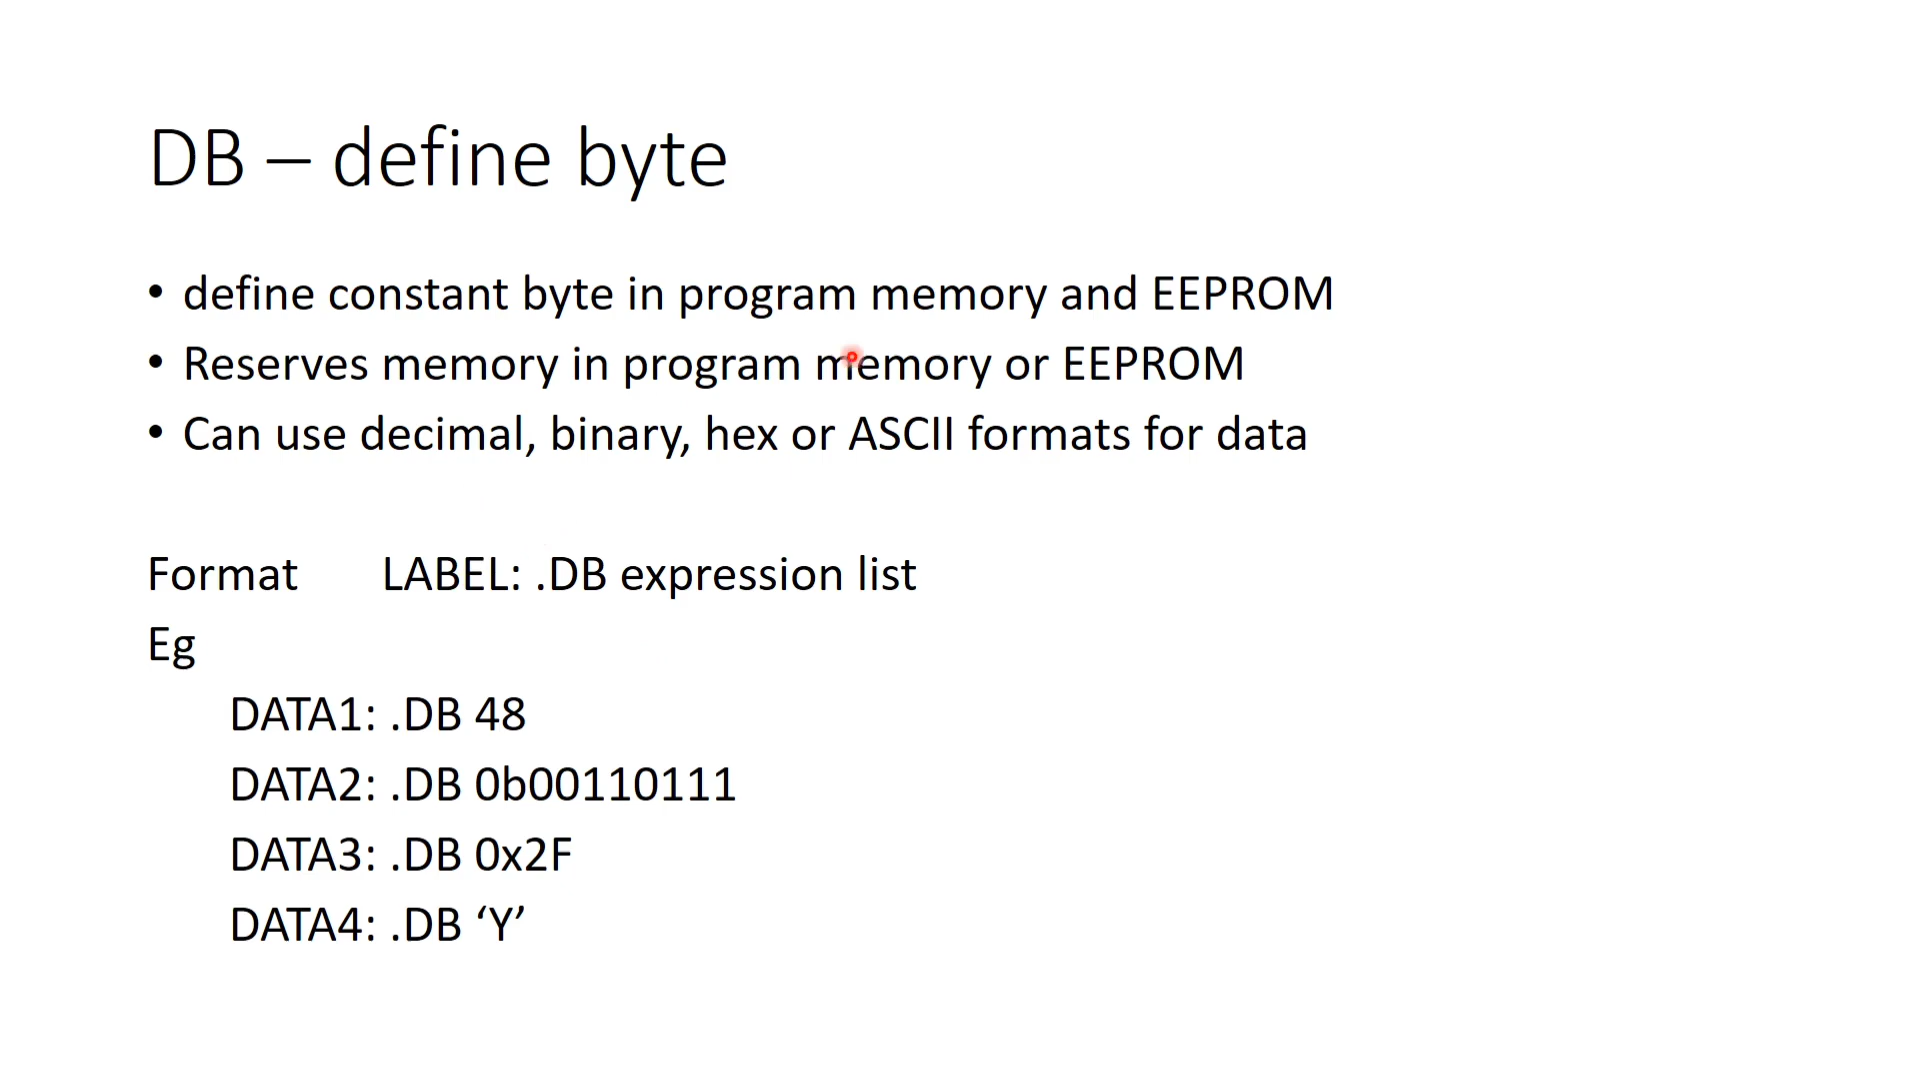 DB – define byte
• define constant byte in program memory and EEPROM
• Reserves memory in program memory or EEPROM
• Can use decimal, binary, hex or ASCII formats for data
Format LABEL: .DB expression list
Eg
DATA1: .DB 48
DATA2: .DB 0b00110111
DATA3: .DB 0x2F
DATA4: .DB ‘Y’